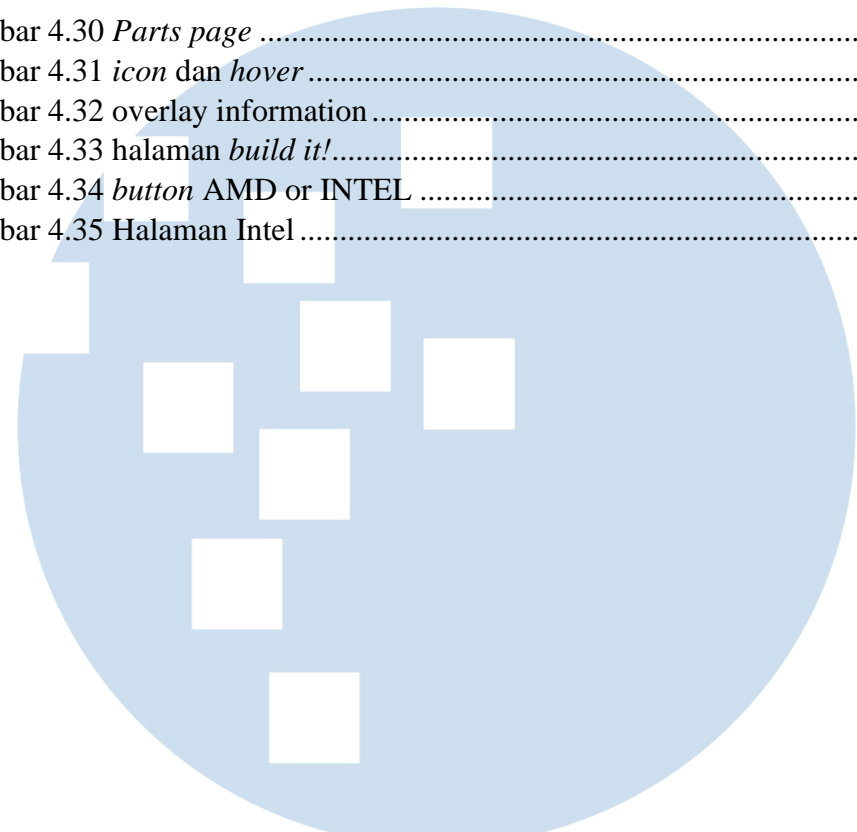 bar 4.30 Parts page ................................................................................
bar 4.31 icon dan hover .........................................................................
bar 4.32 overlay information ................................................................
bar 4.33 halaman build it!......................................................................
bar 4.34 button AMD or INTEL ..........................................................
bar 4.35 Halaman Intel ..........................................................................